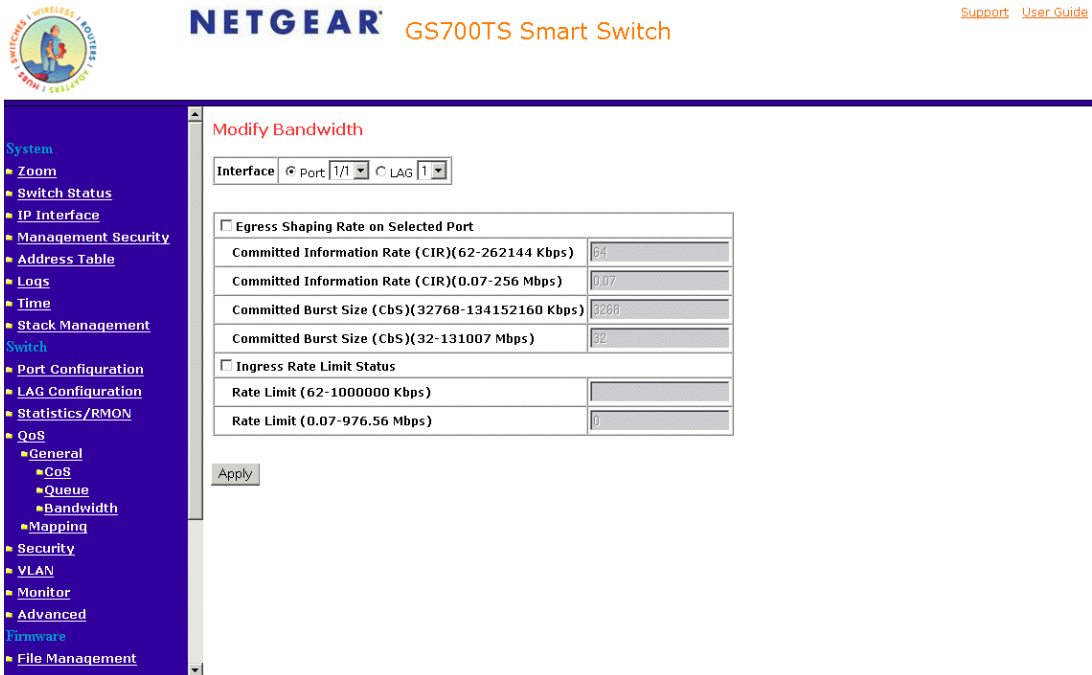 SWITCHES | WIRELESS | ROUTERS | ADAPTERS | HUBS |
NETGEAR
GS700TS Smart Switch
Support User Guide
System
Zoom
Switch Status
IP Interface
Management Security
Address Table
Logs
Time
Stack Management
Switch
Port Configuration
LAG Configuration
Statistics/RMON
QoS
General
CoS
Queue
Bandwidth
Mapping
Security
VLAN
Monitor
Advanced
Firmware
File Management
Modify Bandwidth
Interface Port 1/1 LAG 1
Egress Shaping Rate on Selected Port
Committed Information Rate (CIR)(62-262144 Kbps) 64
Committed Information Rate (CIR)(0.07-256 Mbps) 0.07
Committed Burst Size (CbS)(32768-134152160 Kbps) 3268
Committed Burst Size (CbS)(32-131007 Mbps) 32
Ingress Rate Limit Status
Rate Limit (62-1000000 Kbps)
Rate Limit (0.07-976.56 Mbps) 0
Apply